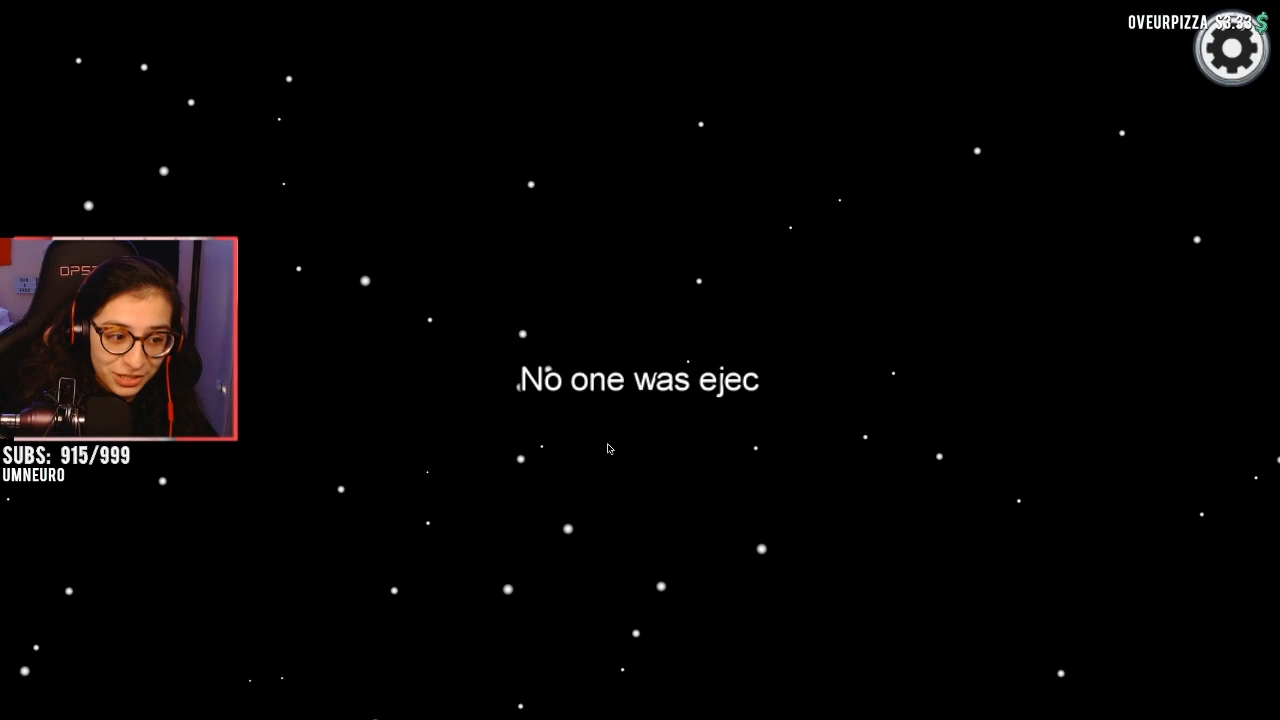 OVEURPIZZA $3.33
No one was ejec
SUBS: 915/999
UMNEURO